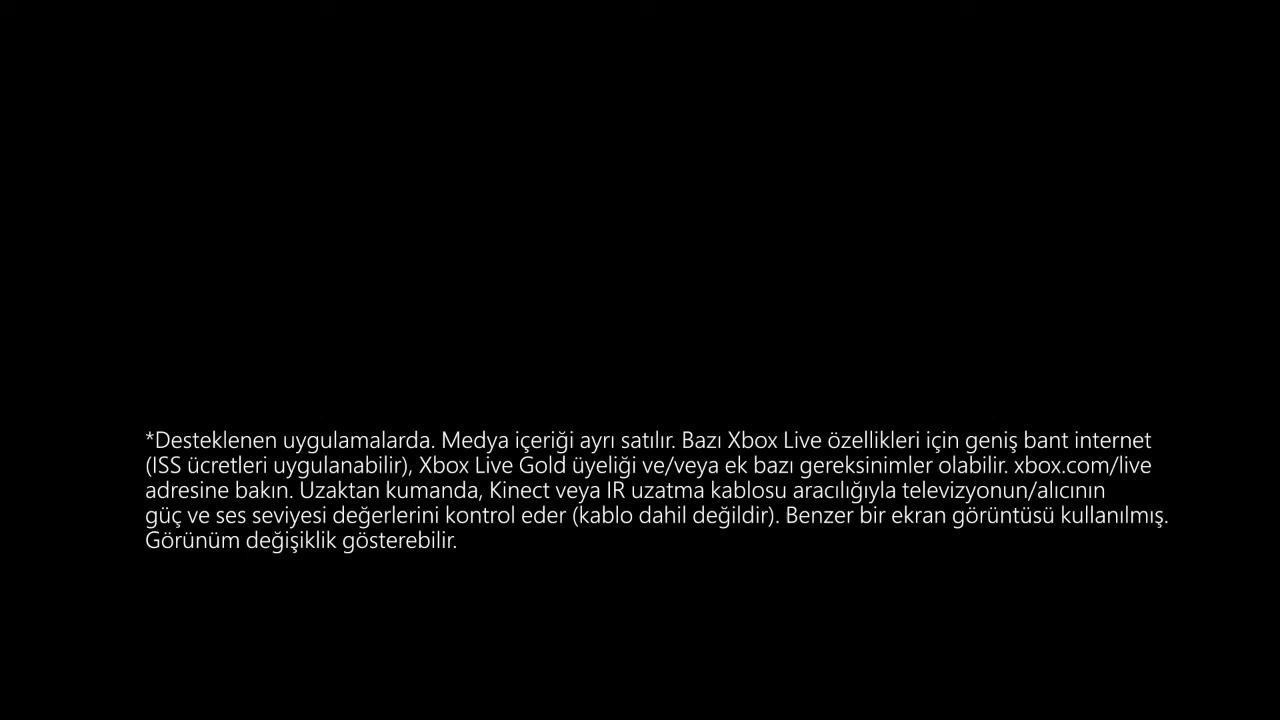 *Desteklenen uygulamalarda. Medya içeriği ayrı satılır. Bazı Xbox Live özellikleri için geniş bant internet
(ISS ücretleri uygulanabilir), Xbox Live Gold üyeliği ve/veya ek bazı gereksinimler olabilir. xbox.com/live
adresine bakın. Uzaktan kumanda, Kinect veya IR uzatma kablosu aracılığıyla televizyonun/alıcının
güç ve ses seviyesi değerlerini kontrol eder (kablo dahil değildir). Benzer bir ekran görüntüsü kullanılmış.
Görünüm değişiklik gösterebilir.